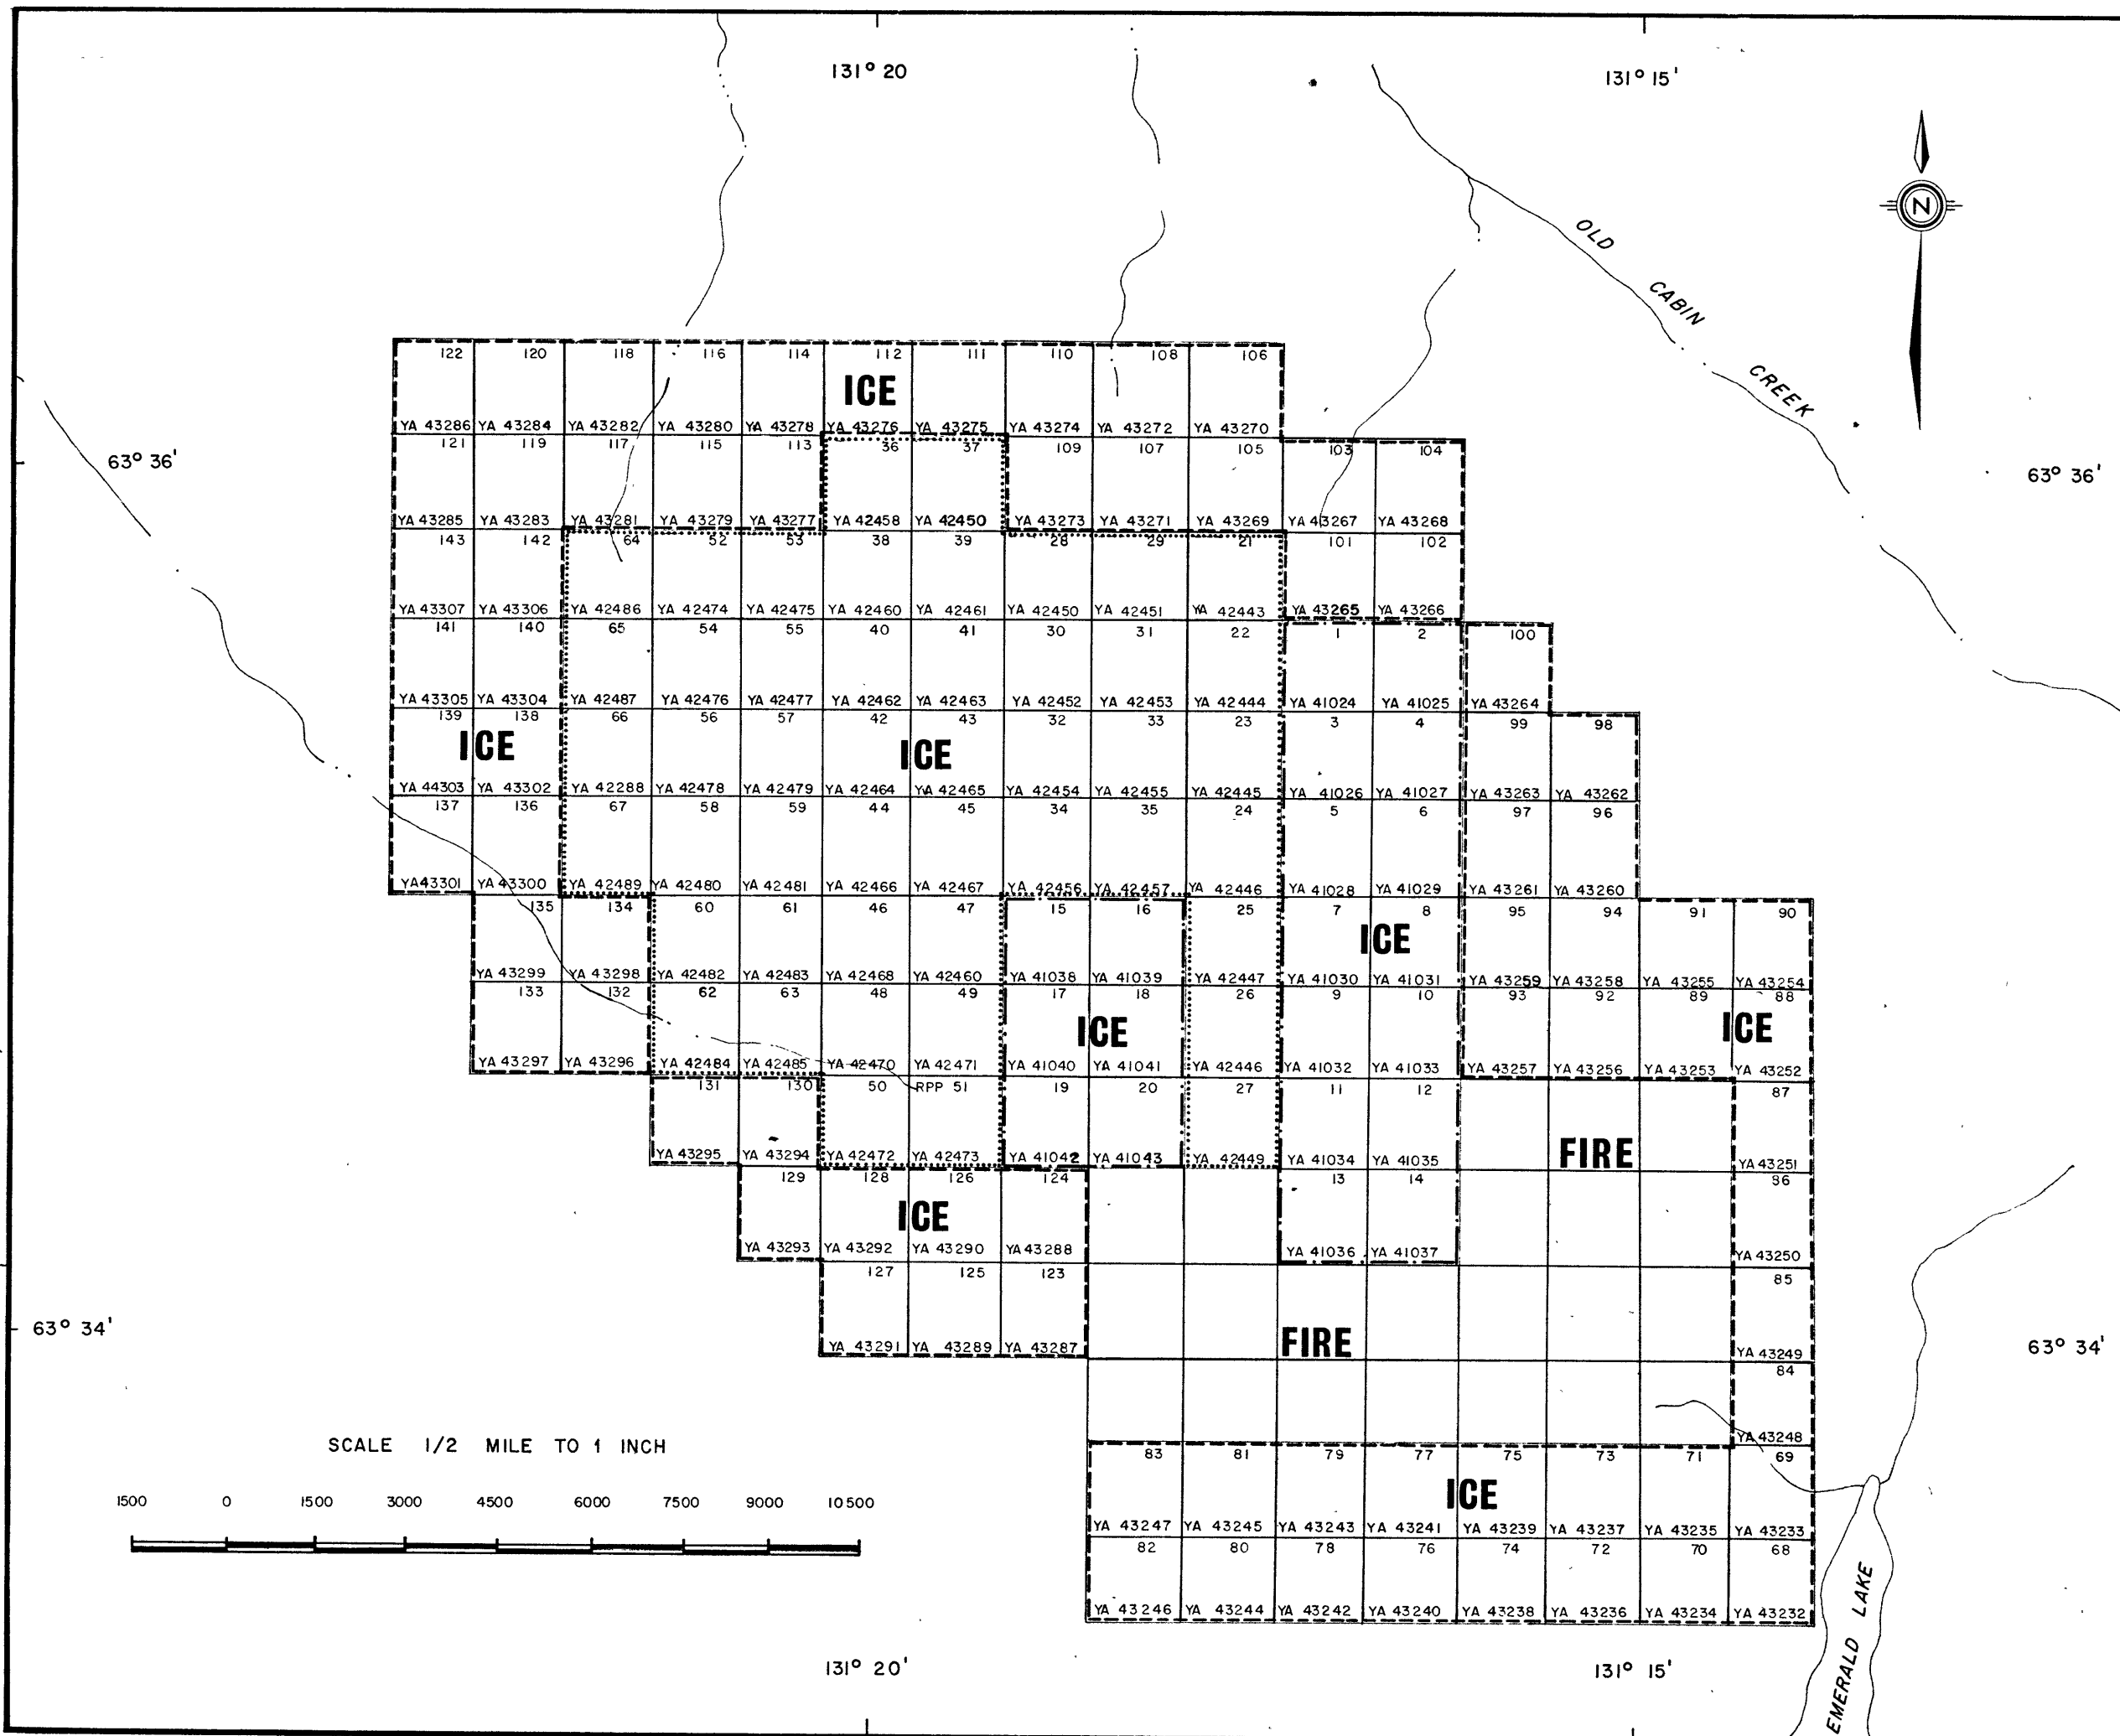 131° 20
131° 15'
OLD
CABIN
CREEK
N
122 120 118 116 114 112 111 110 108 106
ICE
YA 43286 YA 43284 YA 43282 YA 43280 YA 43278 YA 43276 YA 43275 YA 43274 YA 43272 YA 43270
121 119 117 115 113 36 37 109 107 105 103 104
63° 36'
63° 36'
YA 43285 YA 43283 YA 43281 YA 43279 YA 43277 YA 42458 YA 42450 YA 43273 YA 43271 YA 43269 YA 43267 YA 43268
143 142 64 52 53 38 39 28 29 21 101 102
YA 43307 YA 43306 YA 42486 YA 42474 YA 42475 YA 42460 YA 42461 YA 42450 YA 42451 YA 42443 YA 43265 YA 43266
141 140 65 54 55 40 41 30 31 22 1 2 100
YA 43305 YA 43304 YA 42487 YA 42476 YA 42477 YA 42462 YA 42463 YA 42452 YA 42453 YA 42444 YA 41024 YA 41025 YA 43264
139 138 66 56 57 42 43 32 33 23 3 4 99 98
ICE ICE
YA 44303 YA 43302 YA 42288 YA 42478 YA 42479 YA 42464 YA 42465 YA 42454 YA 42455 YA 42445 YA 41026 YA 41027 YA 43263 YA 43262
137 136 67 58 59 44 45 34 35 24 5 6 97 96
YA43301 YA 43300 YA 42489 YA 42480 YA 42481 YA 42466 YA 42467 YA 42456 YA 42457 YA 42446 YA 41028 YA 41029 YA 43261 YA 43260
135 134 60 61 46 47 15 16 25 7 8 95 94 91 90
ICE
YA 43299 YA 43298 YA 42482 YA 42483 YA 42468 YA 42460 YA 41038 YA 41039 YA 42447 YA 41030 YA 41031 YA 43259 YA 43258 YA 43255 YA 43254
133 132 62 63 48 49 17 18 26 9 10 93 92 89 88
ICE ICE
YA 43297 YA 43296 YA 42484 YA 42485 YA 42470 YA 42471 YA 41040 YA 41041 YA 42446 YA 41032 YA 41033 YA 43257 YA 43256 YA 43253 YA 43252
131 130 50 RPP 51 19 20 27 11 12 87
FIRE
YA 43295 YA 43294 YA 42472 YA 42473 YA 41042 YA 41043 YA 42449 YA 41034 YA 41035 YA 43251
129 128 126 124 13 14 86
ICE
YA 43293 YA 43292 YA 43290 YA 43288 YA 41036 YA 41037 YA 43250
127 125 123 85
63° 34'
FIRE
63° 34'
YA 43291 YA 43289 YA 43287 YA 43249
84
YA 43248
SCALE 1/2 MILE TO 1 INCH
83 81 79 77 75 73 71 69
ICE
1500 0 1500 3000 4500 6000 7500 9000 10500
YA 43247 YA 43245 YA 43243 YA 43241 YA 43239 YA 43237 YA 43235 YA 43233
82 80 78 76 74 72 70 68
YA 43246 YA 43244 YA 43242 YA 43240 YA 43238 YA 43236 YA 43234 YA 43232
EMERALD LAKE
131° 20'
131° 15'